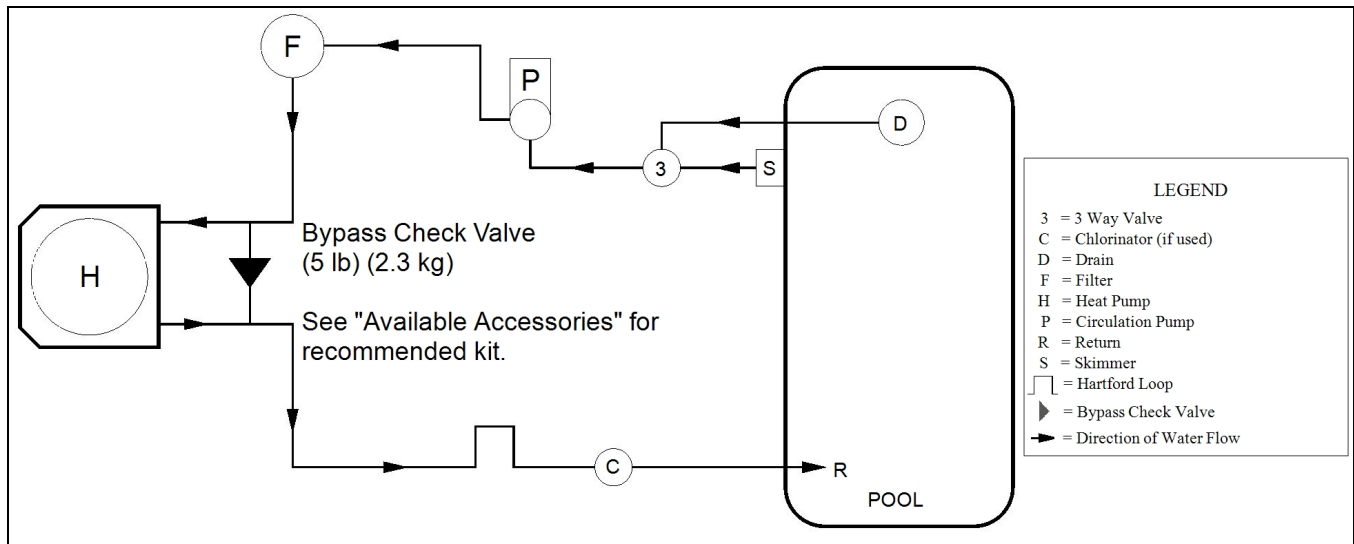 F
P
D
3
S
H
Bypass Check Valve
(5 lb) (2.3 kg)
See "Available Accessories" for
recommended kit.
C
R
POOL
LEGEND
3 = 3 Way Valve
C = Chlorinator (if used)
D = Drain
F = Filter
H = Heat Pump
P = Circulation Pump
R = Return
S = Skimmer
= Hartford Loop
= Bypass Check Valve
= Direction of Water Flow